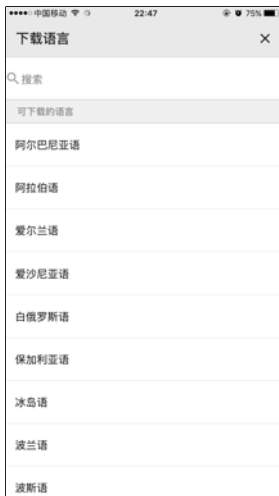 中国移动 22:47 75%
下载语言
搜索
可下载的语言
阿尔巴尼亚语
阿拉伯语
爱尔兰语
爱沙尼亚语
白俄罗斯语
保加利亚语
冰岛语
波兰语
波斯语